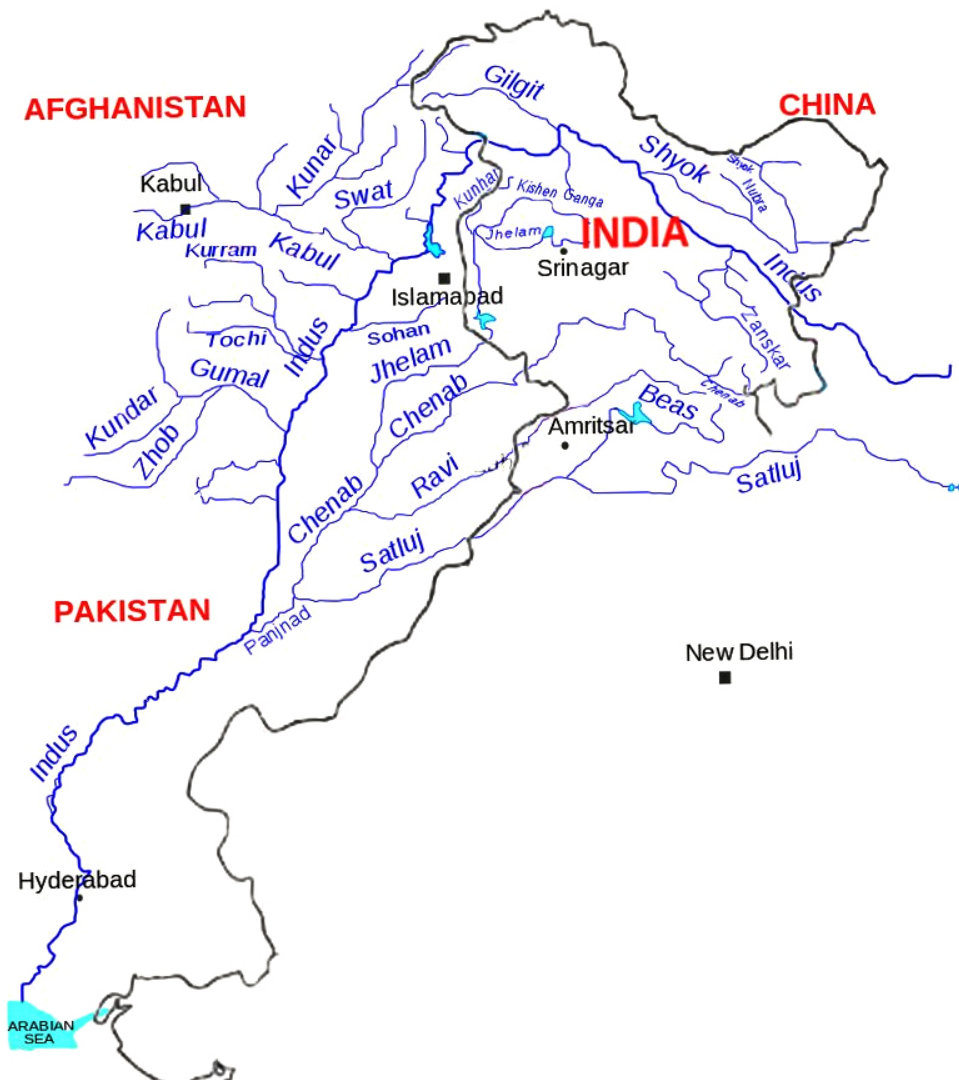 Gilgit
AFGHANISTAN
CHINA
Kunar
Shyok
Shyok
Nubra
Kabul
Swat
Kunhar
Kishen Ganga
Kabul
Kabul
Kurram
Jhelam
INDIA
Srinagar
Indus
Islamabad
Zanskar
Tochi
Indus
Sohan
Jhelam
Gumal
Chenab
Chenab
Beas
Kundar
Zhob
Amritsar
Ravi
Satluj
Chenab
Satluj
PAKISTAN
Panjnad
New Delhi
Indus
Hyderabad
ARABIAN
SEA